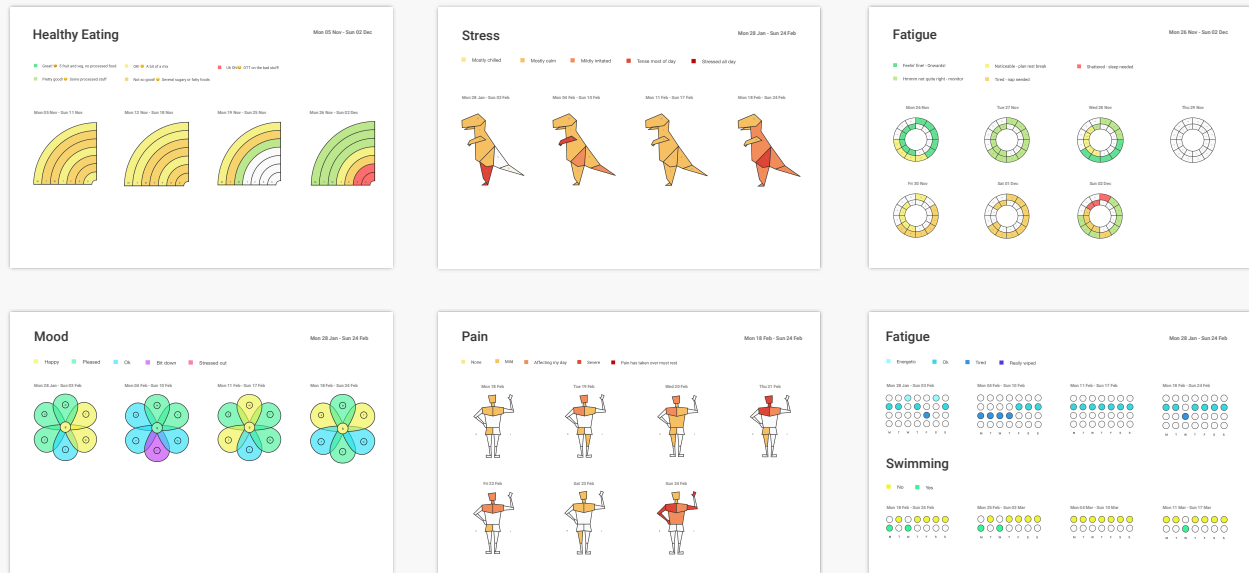 Healthy Eating
Mon 05 Nov - Sun 02 Dec
Great! 5 fruit and veg, no processed food
OK! A bit of a mix
Uh Oh! OTT on the bad stuff!
Pretty good! Some processed stuff
Not so good! Several sugary or fatty foods
Mon 05 Nov - Sun 11 Nov
Mon 12 Nov - Sun 18 Nov
Mon 19 Nov - Sun 25 Nov
Mon 26 Nov - Sun 02 Dec
Stress
Mon 28 Jan - Sun 24 Feb
Mostly chilled
Mostly calm
Mildly irritated
Tense most of day
Stressed all day
Mon 28 Jan - Sun 03 Feb
Mon 04 Feb - Sun 10 Feb
Mon 11 Feb - Sun 17 Feb
Mon 18 Feb - Sun 24 Feb
Fatigue
Mon 26 Nov - Sun 02 Dec
Feelin' fine! - Onwards!
Noticeable - plan rest break
Shattered - sleep needed
Hmmm not quite right - monitor
Tired - nap needed
Mon 26 Nov
Tue 27 Nov
Wed 28 Nov
Thu 29 Nov
Fri 30 Nov
Sat 01 Dec
Sun 02 Dec
Mood
Mon 28 Jan - Sun 24 Feb
Happy
Pleased
Ok
Bit down
Stressed out
Mon 28 Jan - Sun 03 Feb
Mon 04 Feb - Sun 10 Feb
Mon 11 Feb - Sun 17 Feb
Mon 18 Feb - Sun 24 Feb
Pain
Mon 18 Feb - Sun 24 Feb
None
Mild
Affecting my day
Severe
Pain has taken over must rest
Mon 18 Feb
Tue 19 Feb
Wed 20 Feb
Thu 21 Feb
Fri 22 Feb
Sat 23 Feb
Sun 24 Feb
Fatigue
Mon 28 Jan - Sun 24 Feb
Energetic
Ok
Tired
Really wiped
Mon 28 Jan - Sun 03 Feb
Mon 04 Feb - Sun 10 Feb
Mon 11 Feb - Sun 17 Feb
Mon 18 Feb - Sun 24 Feb
M T W T F S S
M T W T F S S
M T W T F S S
M T W T F S S
Swimming
No
Yes
Mon 18 Feb - Sun 24 Feb
Mon 25 Feb - Sun 03 Mar
Mon 04 Mar - Sun 10 Mar
Mon 11 Mar - Sun 17 Mar
M T W T F S S
M T W T F S S
M T W T F S S
M T W T F S S